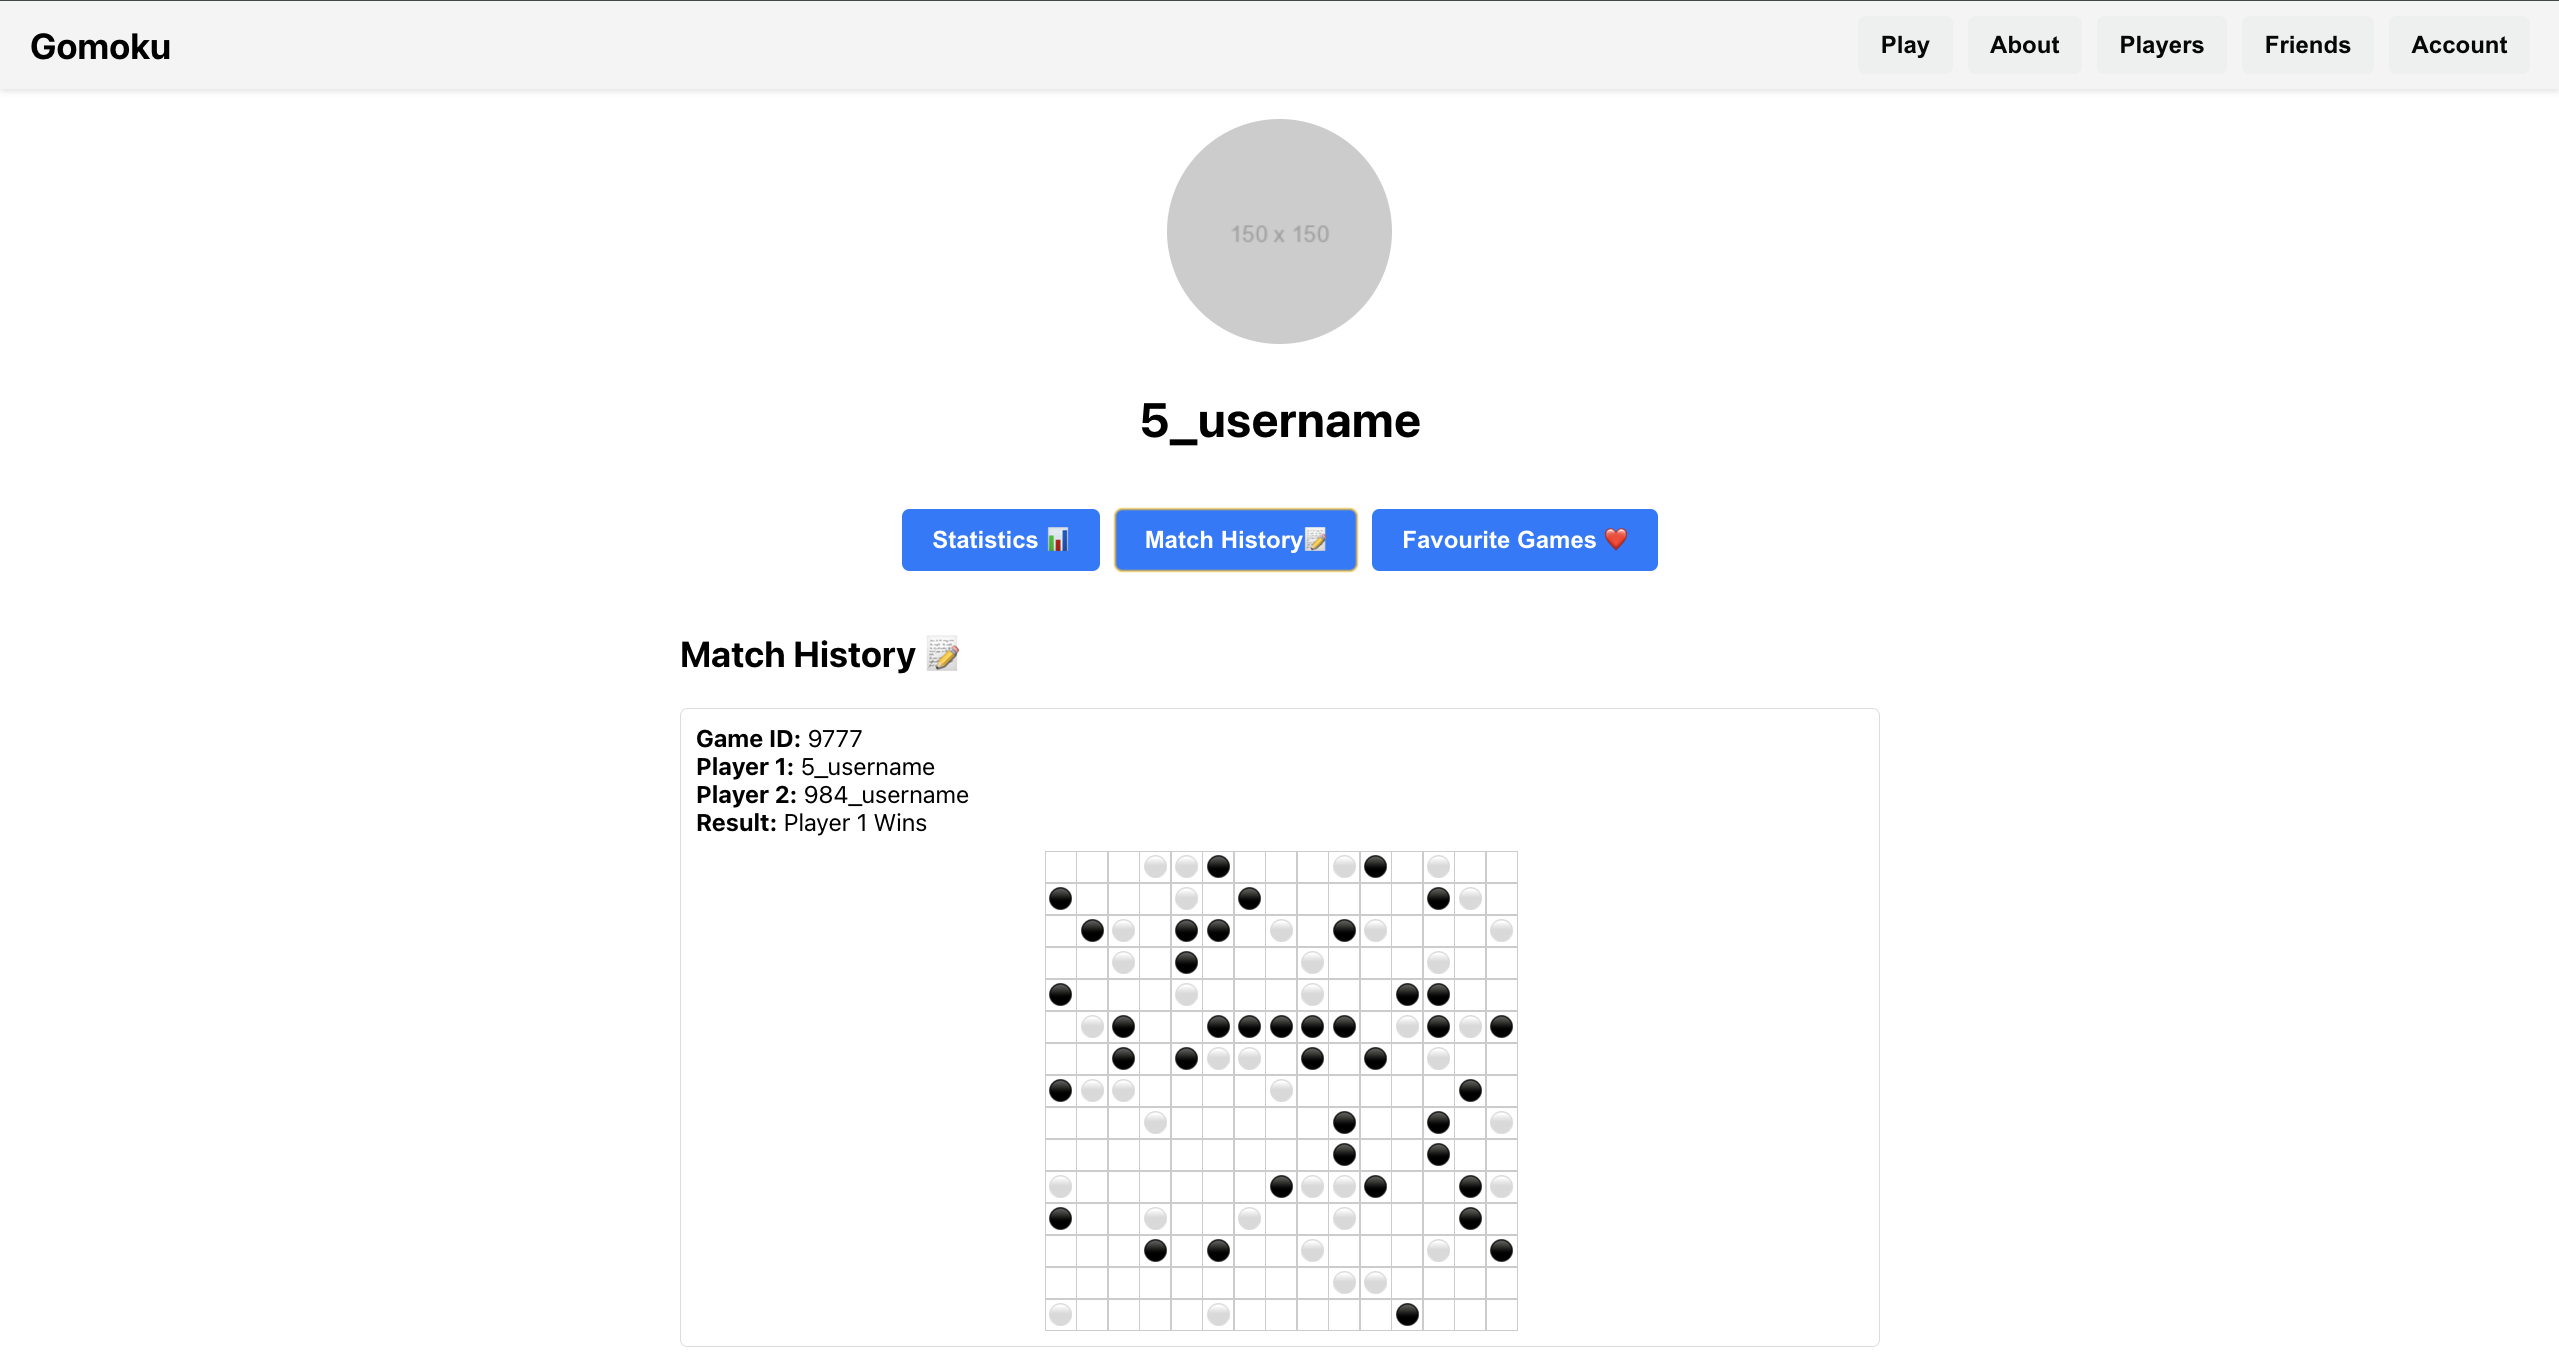 Gomoku
Play
About
Players
Friends
Account
150 x 150
5_username
Statistics 📊
Match History📝
Favourite Games ❤️
Match History 📝
Game ID: 9777
Player 1: 5_username
Player 2: 984_username
Result: Player 1 Wins